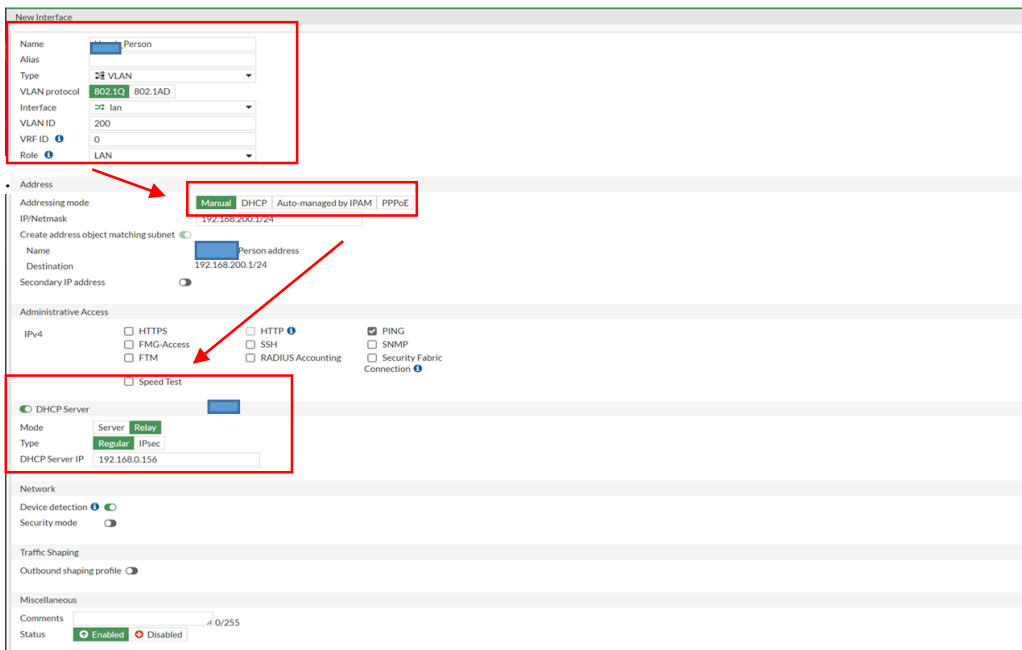 New Interface
Name _Person
Alias
Type VLAN
VLAN protocol 802.1Q 802.1AD
Interface lan
VLAN ID 200
VRF ID 0
Role LAN
Address
Addressing mode Manual DHCP Auto-managed by IPAM PPPoE
IP/Netmask 192.168.200.1/24
Create address object matching subnet
Name Person address
Destination 192.168.200.1/24
Secondary IP address
Administrative Access
IPv4 HTTPS HTTP PING
FMG-Access SSH SNMP
FTM RADIUS Accounting Security Fabric
Connection
Speed Test
DHCP Server
Mode Server Relay
Type Regular IPsec
DHCP Server IP 192.168.0.156
Network
Device detection
Security mode
Traffic Shaping
Outbound shaping profile
Miscellaneous
Comments 0/255
Status Enabled Disabled